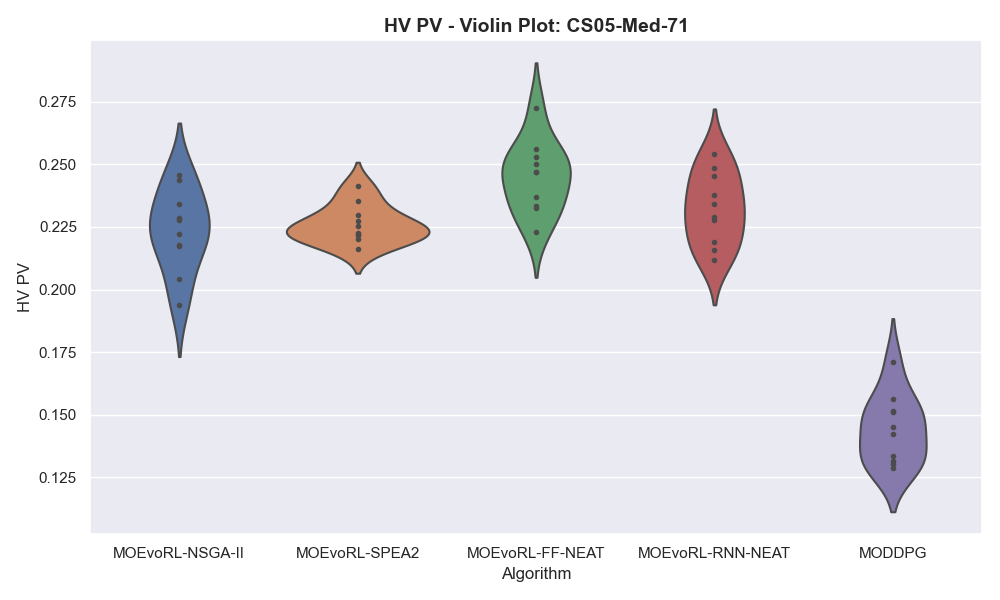 HV PV - Violin Plot: CS05-Med-71
HV PV
0.275
0.250
0.225
0.200
0.175
0.150
0.125
MOEvoRL-NSGA-II
MOEvoRL-SPEA2
MOEvoRL-FF-NEAT
MOEvoRL-RNN-NEAT
MODDPG
Algorithm